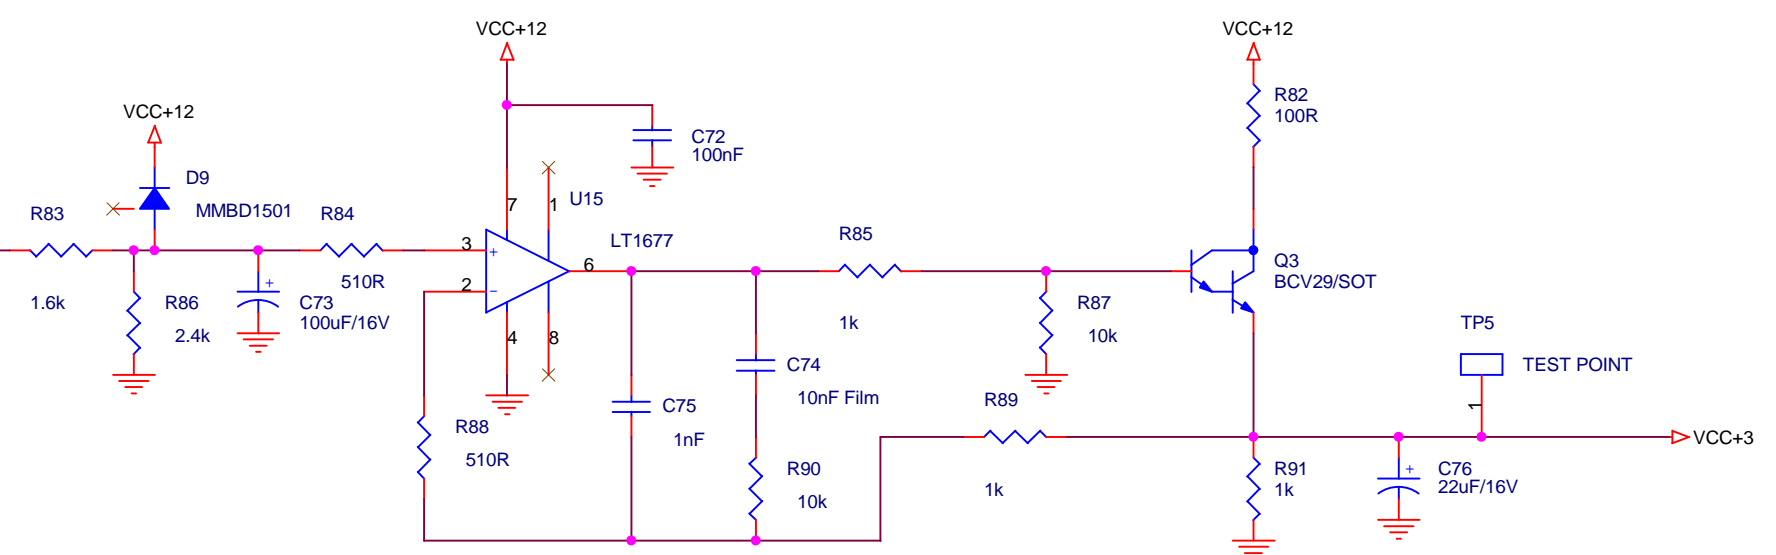 VCC+12
VCC+12
VCC+12
R82
100R
C72
100nF
D9
MMBD1501
U15
R83
1.6k
R84
510R
7
1
3
+
2
−
6
4
8
LT1677
R86
2.4k
+
C73
100uF/16V
R85
1k
Q3
BCV29/SOT
R87
10k
TP5
TEST POINT
1
C74
10nF Film
C75
1nF
R88
510R
R89
1k
R90
10k
R91
1k
+
C76
22uF/16V
VCC+3